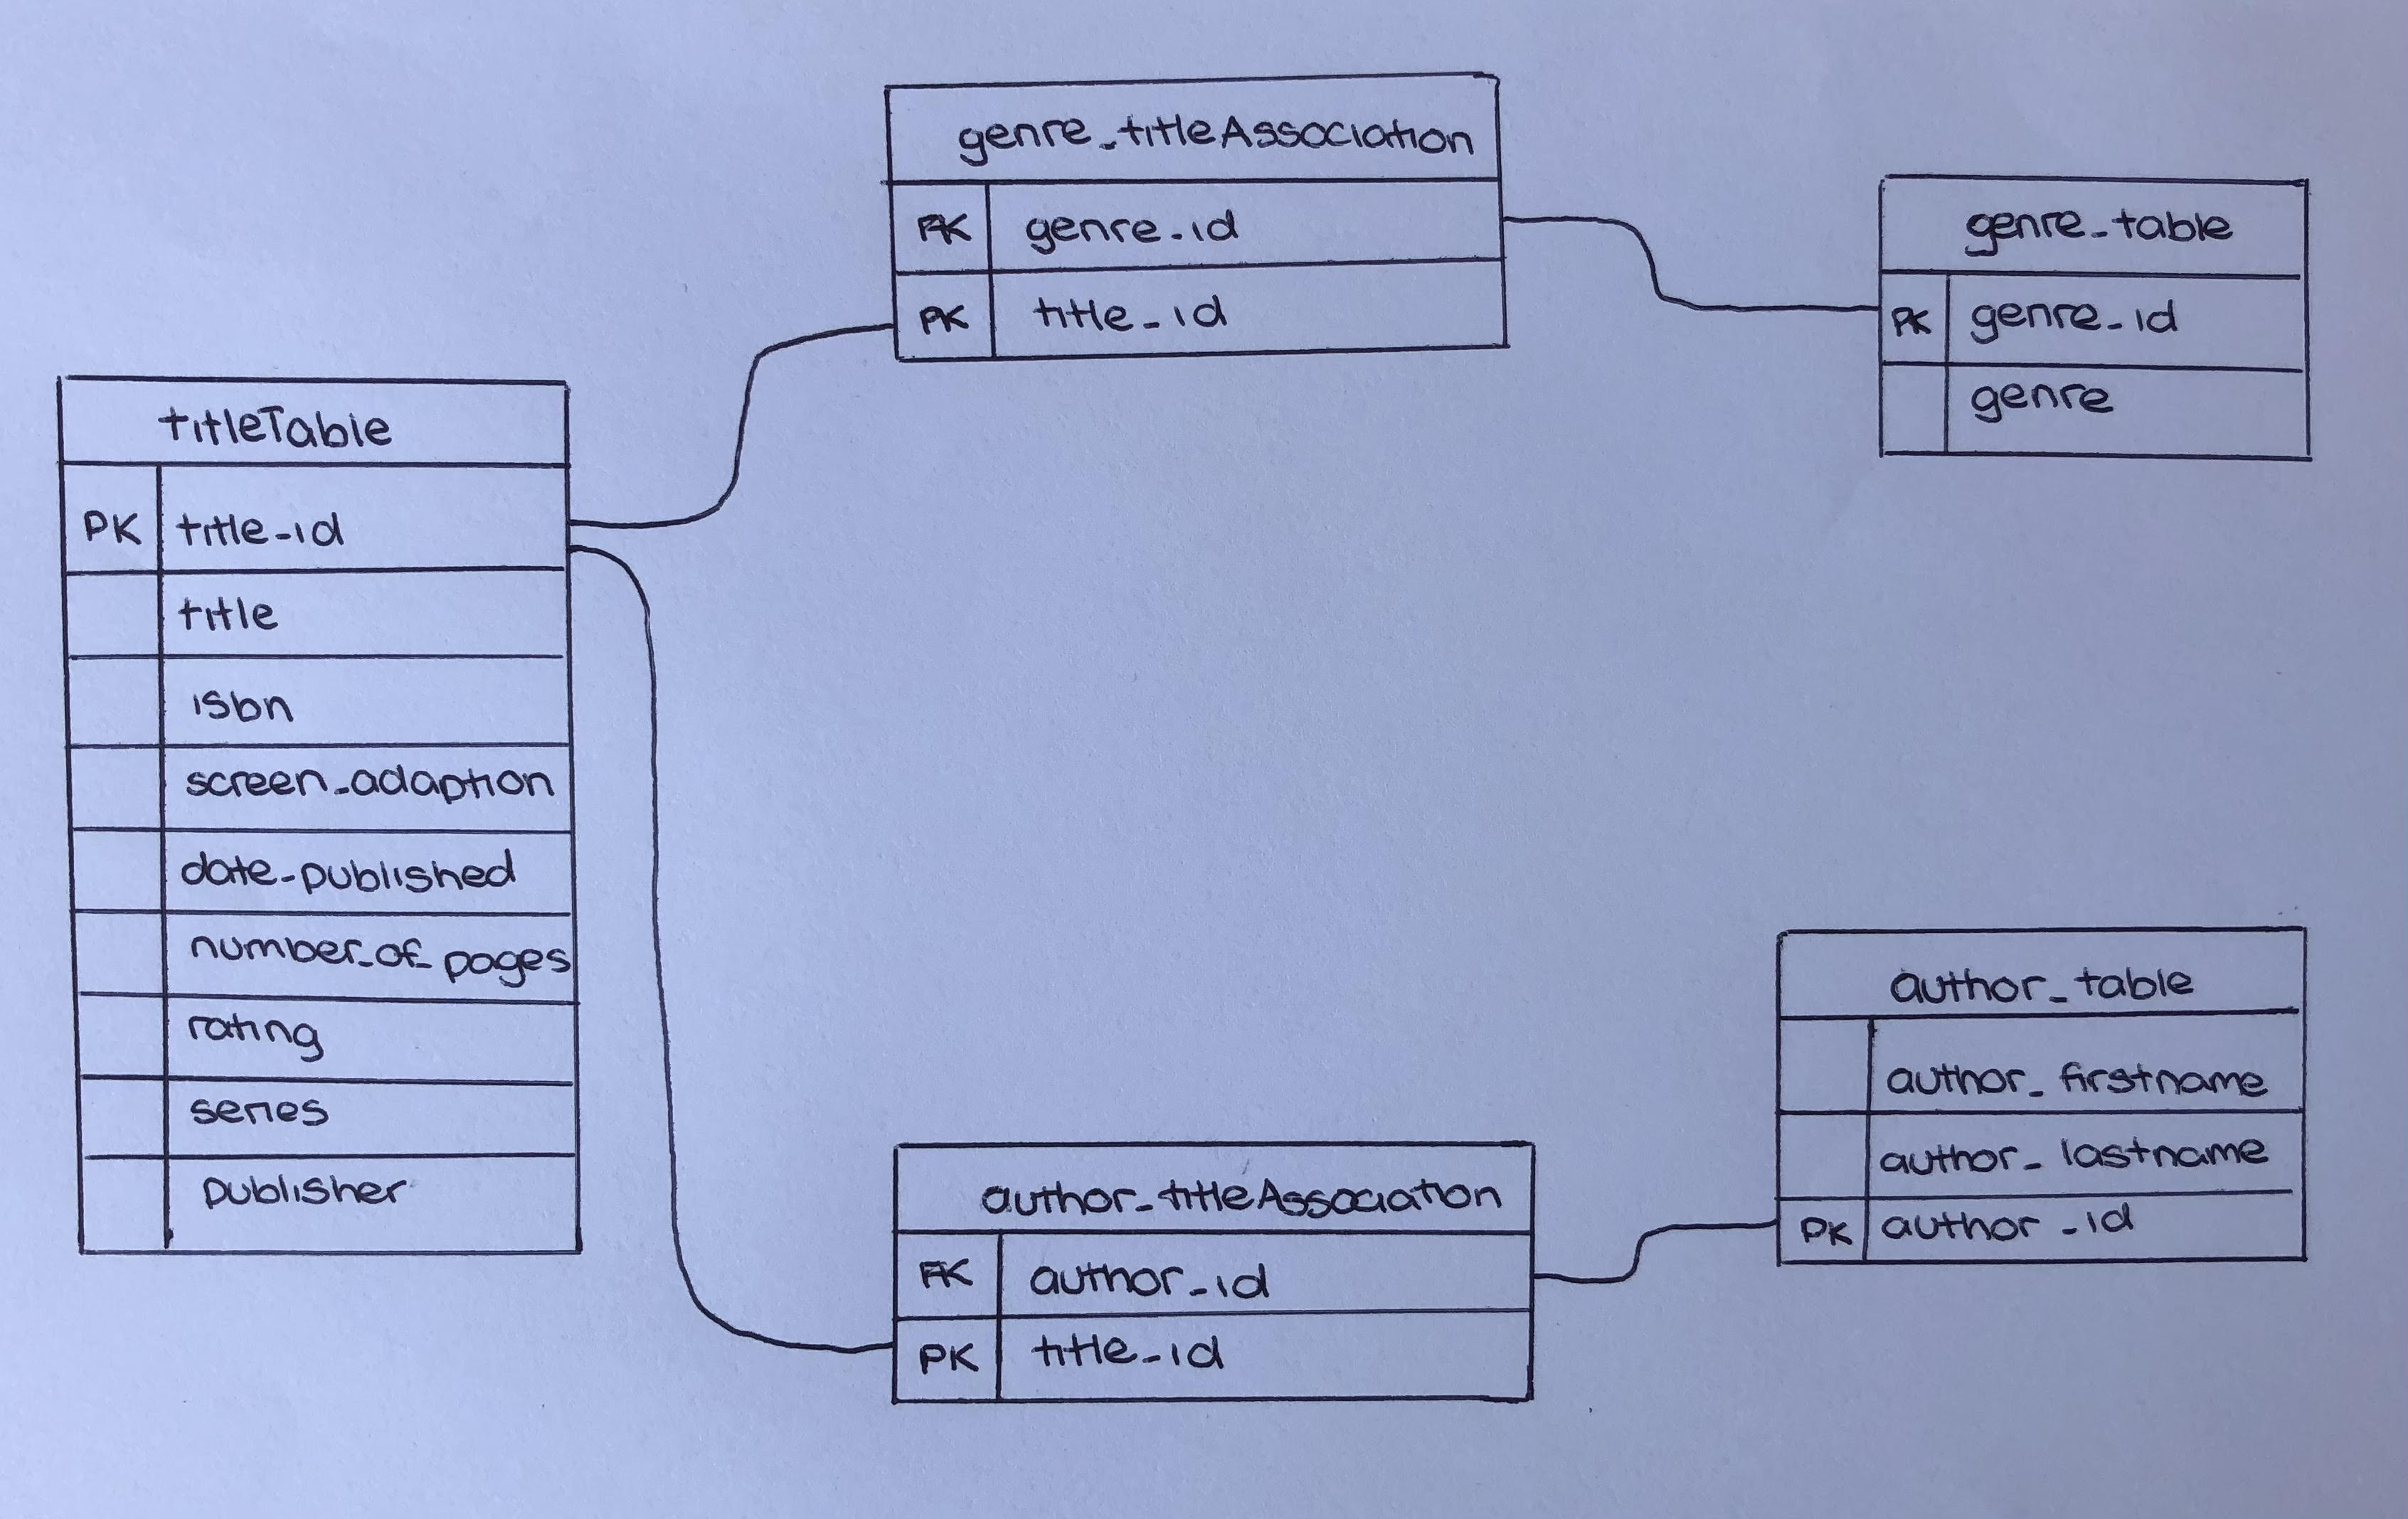 genre_titleAssociation
genre_id
PK title_id
genre_table
PK genre_id
genre
titleTable
PK title_id
title
isbn
screen_adaption
date_published
number_of_pages
rating
series
publisher
author_titleAssociation
FK author_id
PK title_id
author_table
author_firstname
author_lastname
PK author_id